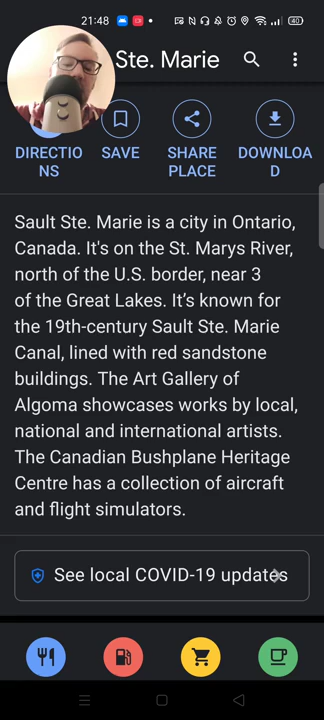 21:48
40
Ste. Marie
DIRECTIO
NS
SAVE
SHARE
PLACE
DOWNLOA
D
Sault Ste. Marie is a city in Ontario,
Canada. It's on the St. Marys River,
north of the U.S. border, near 3
of the Great Lakes. It’s known for
the 19th-century Sault Ste. Marie
Canal, lined with red sandstone
buildings. The Art Gallery of
Algoma showcases works by local,
national and international artists.
The Canadian Bushplane Heritage
Centre has a collection of aircraft
and flight simulators.
See local COVID-19 updates